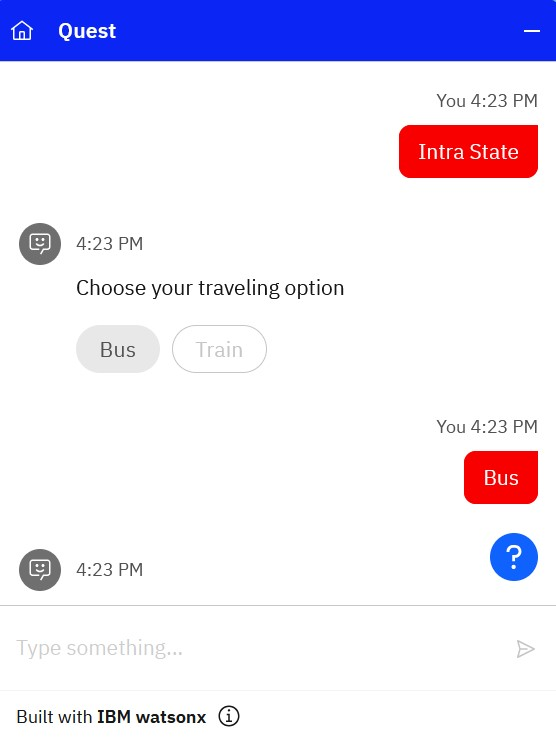 Quest
You 4:23 PM
Intra State
4:23 PM
Choose your traveling option
Bus Train
You 4:23 PM
Bus
?
4:23 PM
Type something...
Built with IBM watsonx